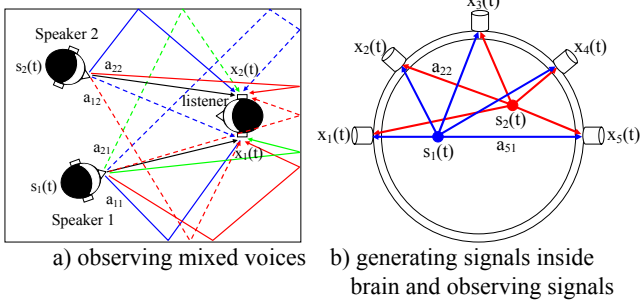 Speaker 2
s2(t)
a22
a12
x2(t)
listener
x1(t)
a21
s1(t)
a11
Speaker 1
a) observing mixed voices
x3(t)
x2(t)
x4(t)
a22
s2(t)
x1(t)
x5(t)
s1(t)
a51
b) generating signals inside
brain and observing signals